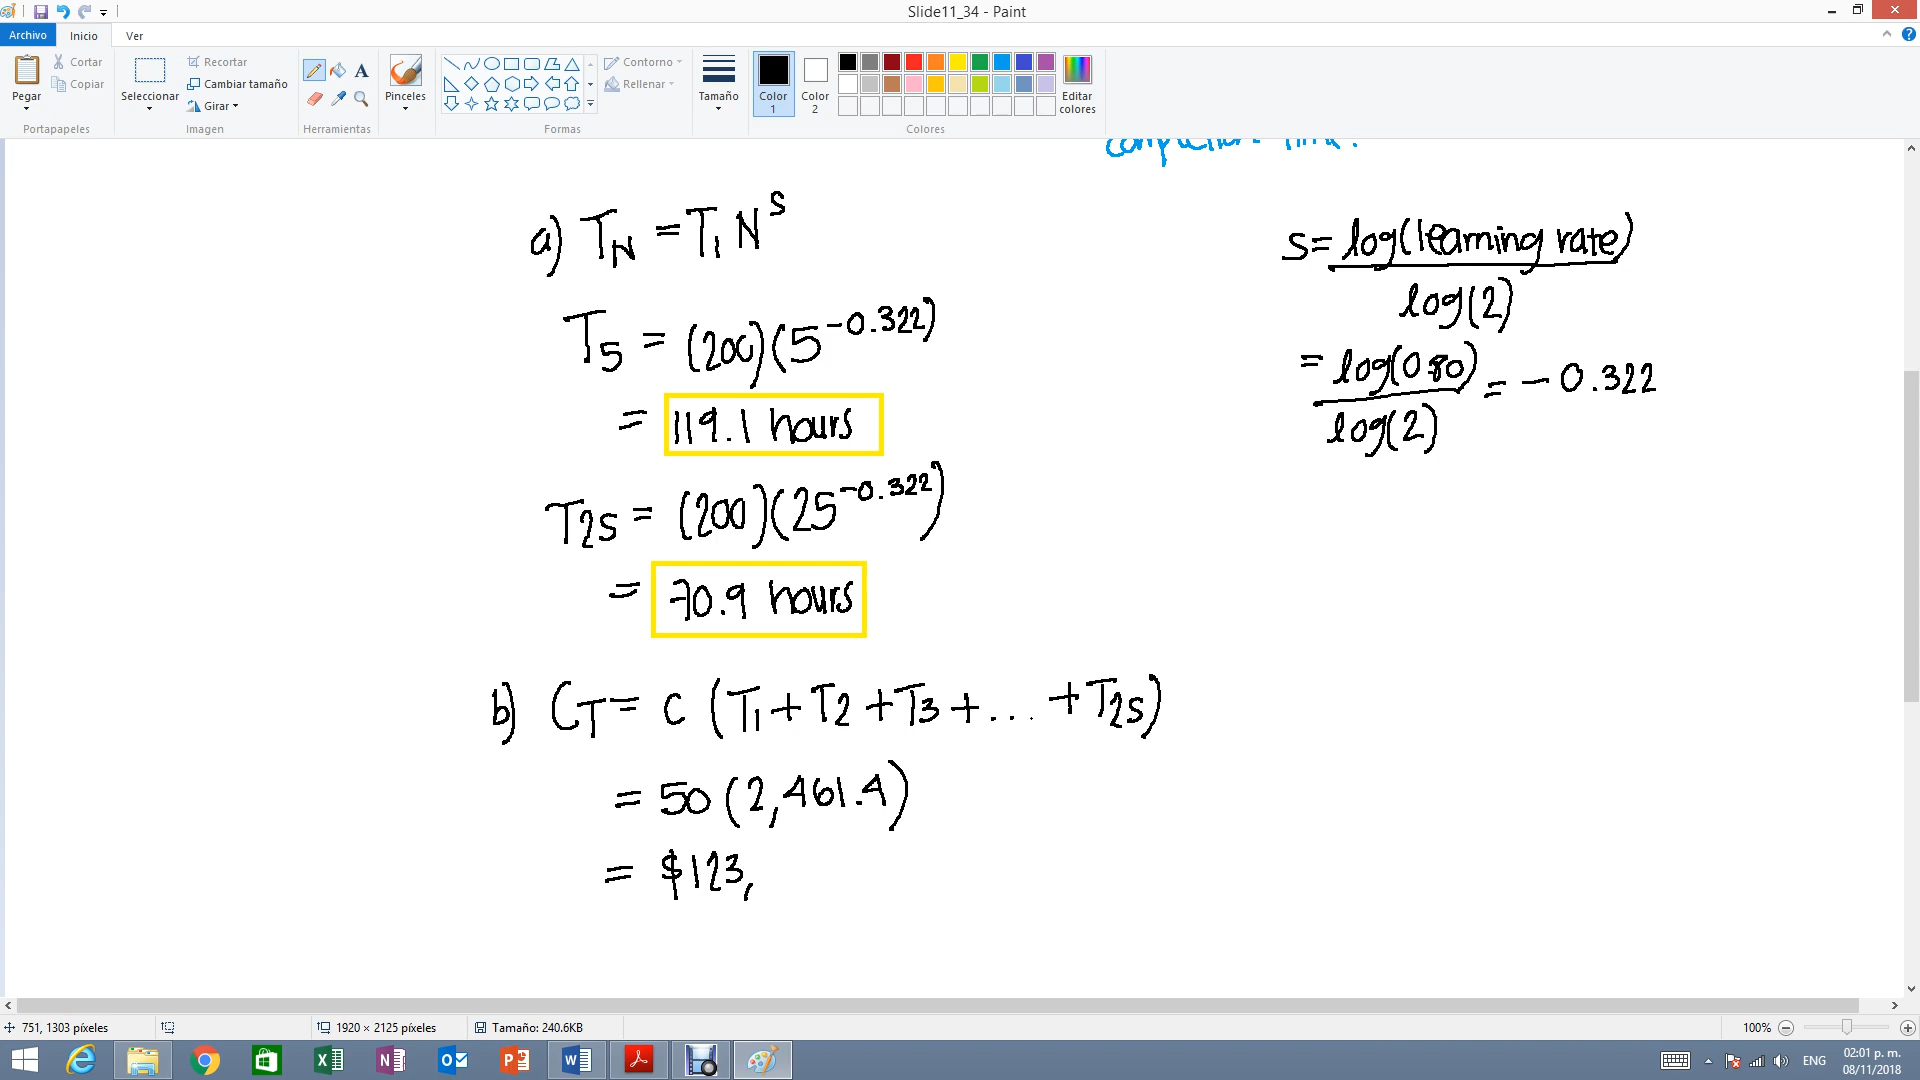 Slide11_34 - Paint
Archivo Inicio Ver
Pegar Cortar Copiar Portapapeles
Seleccionar Recortar Cambiar tamaño Girar Imagen
A Herramientas
Pinceles
Formas Contorno Rellenar
Tamaño
Color 1 Color 2 Editar colores Colores
completion time.
a) T_N = T_1 N^S
T_5 = (200)(5^-0.322)
= 119.1 hours
T_25 = (200)(25^-0.322)
= 70.9 hours
s = log(learning rate)
log(2)
= log(0.80) = -0.322
log(2)
b) C_T = c (T_1 + T_2 + T_3 + ... + T_25)
= 50 (2,461.4)
= $123,
751, 1303 píxeles 1920 × 2125 píxeles Tamaño: 240.6KB 100%
ENG 02:01 p. m.
08/11/2018